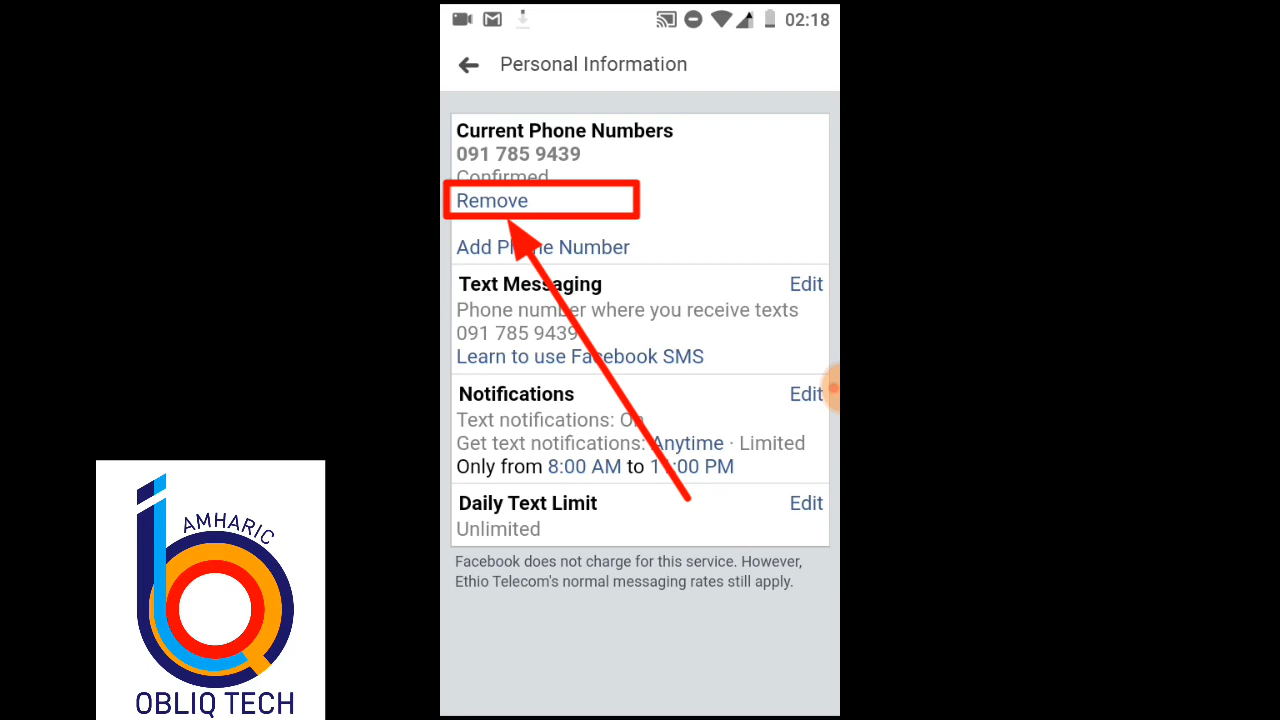 02:18
Personal Information
Current Phone Numbers
091 785 9439
Confirmed
Remove
Add Phone Number
Text Messaging Edit
Phone number where you receive texts
091 785 9439
Learn to use Facebook SMS
Notifications Edit
Text notifications: On
Get text notifications: Anytime · Limited
Only from 8:00 AM to 11:00 PM
Daily Text Limit Edit
Unlimited
Facebook does not charge for this service. However,
Ethio Telecom's normal messaging rates still apply.
AMHARIC
OBLIQ TECH